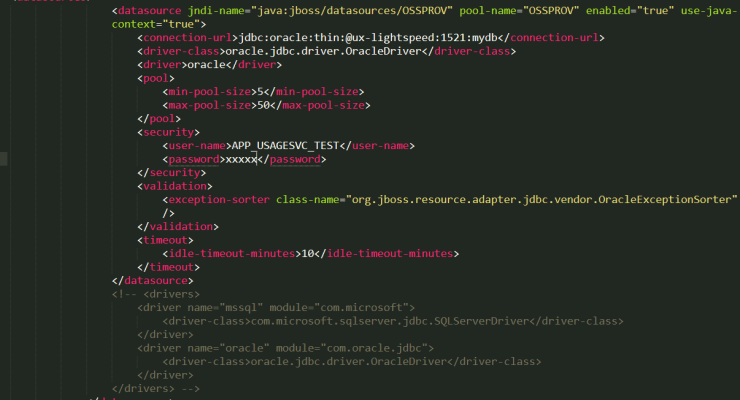 <datasource jndi-name="java:jboss/datasources/OSSPROV" pool-name="OSSPROV" enabled="true" use-java-
context="true">
<connection-url>jdbc:oracle:thin:@ux-lightspeed:1521:mydb</connection-url>
<driver-class>oracle.jdbc.driver.OracleDriver</driver-class>
<driver>oracle</driver>
<pool>
<min-pool-size>5</min-pool-size>
<max-pool-size>50</max-pool-size>
</pool>
<security>
<user-name>APP_USAGESVC_TEST</user-name>
<password>xxxxx</password>
</security>
<validation>
<exception-sorter class-name="org.jboss.resource.adapter.jdbc.vendor.OracleExceptionSorter"
/>
</validation>
<timeout>
<idle-timeout-minutes>10</idle-timeout-minutes>
</timeout>
</datasource>
<!-- <drivers>
<driver name="mssql" module="com.microsoft">
<driver-class>com.microsoft.sqlserver.jdbc.SQLServerDriver</driver-class>
</driver>
<driver name="oracle" module="com.oracle.jdbc">
<driver-class>oracle.jdbc.driver.OracleDriver</driver-class>
</driver>
</drivers> -->